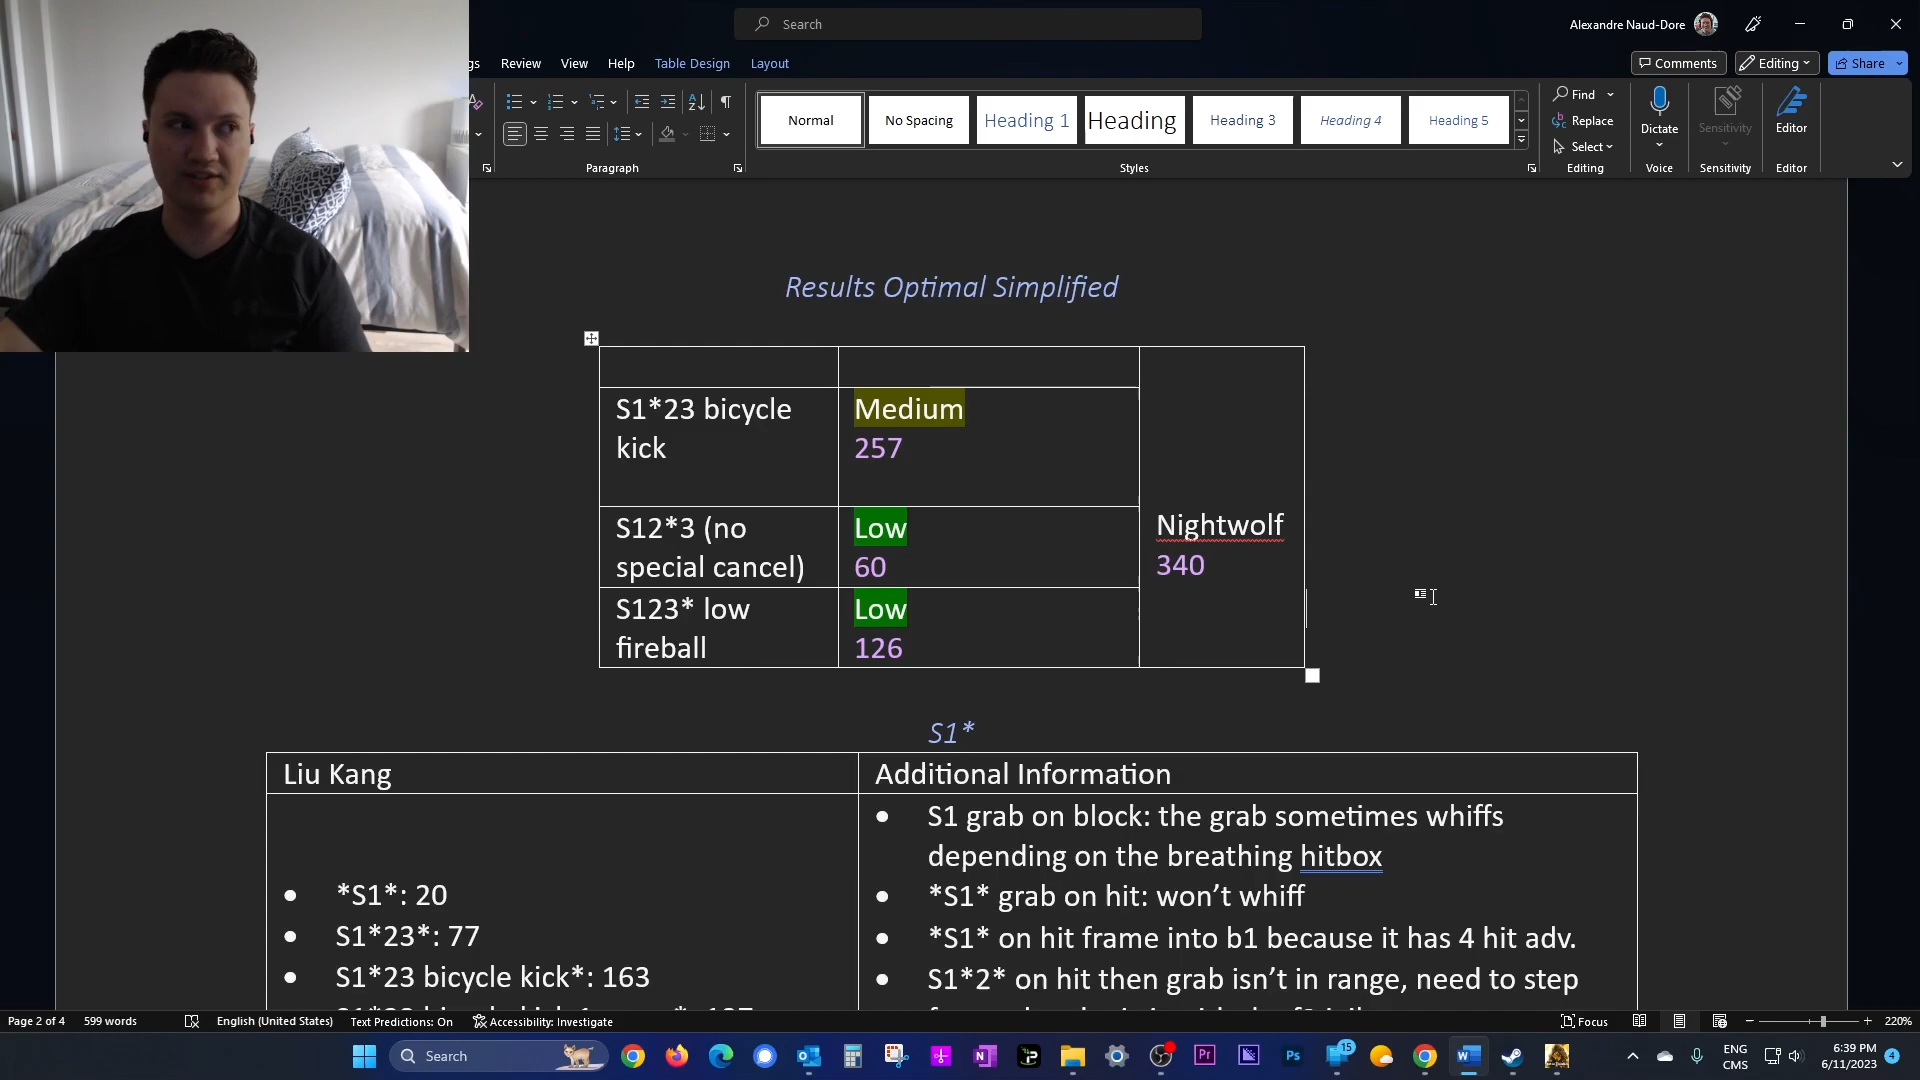 Search
Alexandre Naud-Dore
gs Review View Help Table Design Layout
Comments Editing Share
Normal
No Spacing
Heading 1
Heading
Heading 3
Heading 4
Heading 5
Find
Replace
Select
Dictate
Sensitivity
Editor
Paragraph
Styles
Editing
Voice
Sensitivity
Editor
Results Optimal Simplified
S1*23 bicycle
kick
Medium
257
S12*3 (no
special cancel)
Low
60
S123* low
fireball
Low
126
Nightwolf
340
S1*
Liu Kang
Additional Information
*S1*: 20
S1*23*: 77
S1*23 bicycle kick*: 163
S1 grab on block: the grab sometimes whiffs
depending on the breathing hitbox
*S1* grab on hit: won’t whiff
*S1* on hit frame into b1 because it has 4 hit adv.
S1*2* on hit then grab isn’t in range, need to step
Page 2 of 4 599 words English (United States) Text Predictions: On Accessibility: Investigate Focus 220%
Search
15
ENG
CMS
6:39 PM
6/11/2023
4